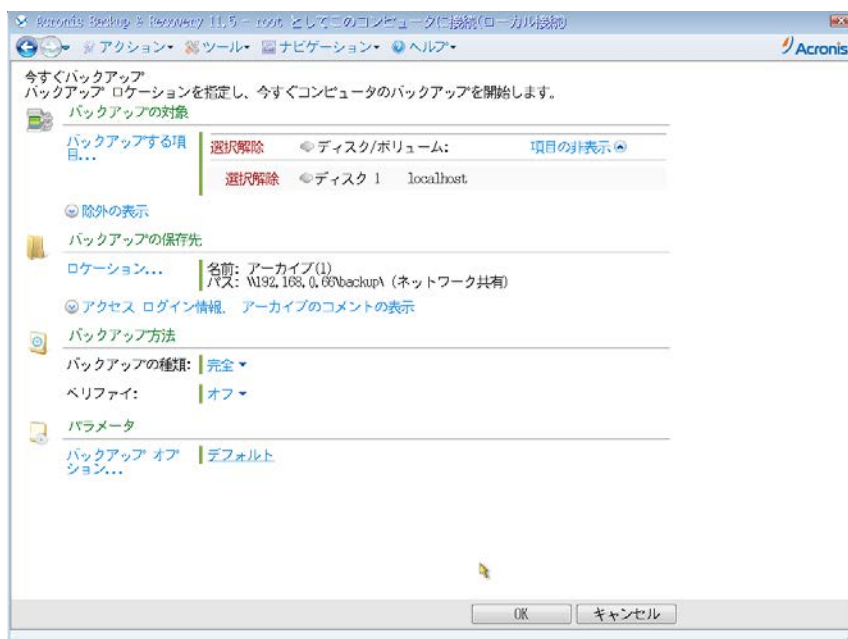 Acronis Backup & Recovery 11.5 - root としてこのコンピュータに接続(ローカル接続)
アクション ツール ナビゲーション ヘルプ Acronis
今すぐバックアップ
バックアップ ロケーションを指定し、今すぐコンピュータのバックアップを開始します。
バックアップの対象
バックアップする項目... 選択解除 ディスク/ボリューム: 項目の非表示
選択解除 ディスク 1 localhost
除外の表示
バックアップの保存先
ロケーション... 名前: アーカイブ(1)
パス: \\192.168.0.66\backup\ (ネットワーク共有)
アクセス ログイン情報, アーカイブのコメントの表示
バックアップ方法
バックアップの種類: 完全
ベリファイ: オフ
パラメータ
バックアップ オプション... デフォルト
OK キャンセル